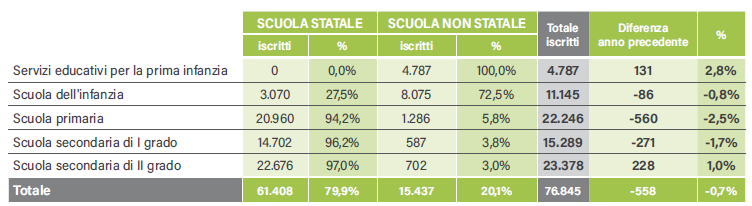 SCUOLA STATALE SCUOLA NON STATALE Totale iscritti Diferenza anno precedente %
iscritti % iscritti %
Servizi educativi per la prima infanzia 0 0,0% 4.787 100,0% 4.787 131 2,8%
Scuola dell'infanzia 3.070 27,5% 8.075 72,5% 11.145 -86 -0,8%
Scuola primaria 20.960 94,2% 1.286 5,8% 22.246 -560 -2,5%
Scuola secondaria di I grado 14.702 96,2% 587 3,8% 15.289 -271 -1,7%
Scuola secondaria di II grado 22.676 97,0% 702 3,0% 23.378 228 1,0%
Totale 61.408 79,9% 15.437 20,1% 76.845 -558 -0,7%